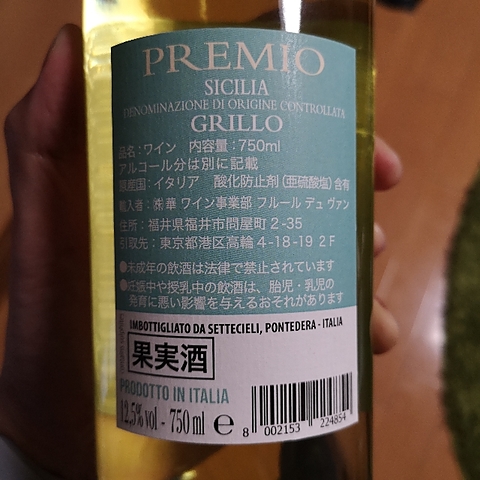 PREMIO
SICILIA
DENOMINAZIONE DI ORIGINE CONTROLLATA
GRILLO
品名：ワイン　内容量：750ml
アルコール分は別に記載
原産国：イタリア　酸化防止剤（亜硫酸塩）含有
輸入者：㈱華 ワイン事業部 フルール デュ ヴァン
住所：福井県福井市問屋町2-35
引取先：東京都港区高輪4-18-19 2F
●未成年の飲酒は法律で禁止されています
●妊娠中や授乳中の飲酒は、胎児・乳児の
発育に悪い影響を与えるおそれがあります
IMBOTTIGLIATO DA SETTECIELI, PONTEDERA - ITALIA
果実酒
PRODOTTO IN ITALIA
12.5% vol - 750 ml e
8 002153 224854